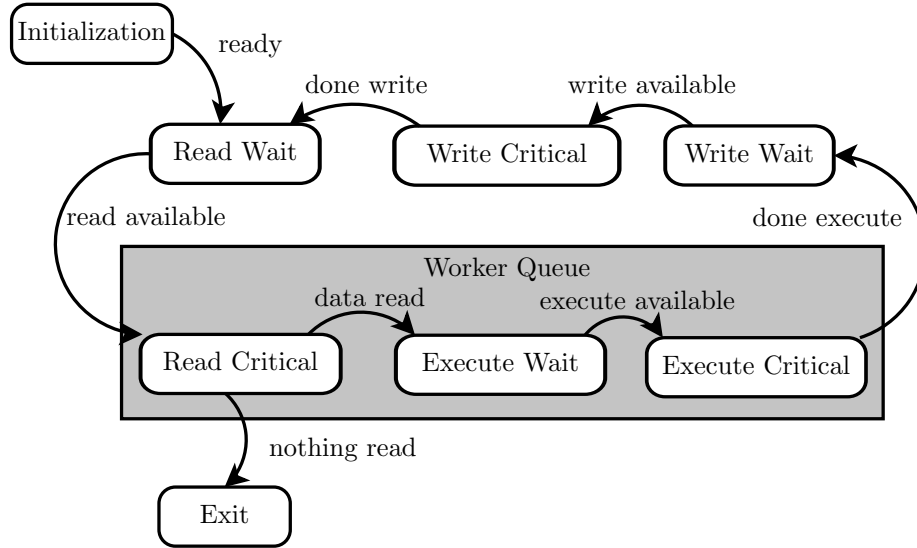 Initialization
ready
done write
write available
Read Wait
Write Critical
Write Wait
read available
done execute
Worker Queue
data read
execute available
Read Critical
Execute Wait
Execute Critical
nothing read
Exit